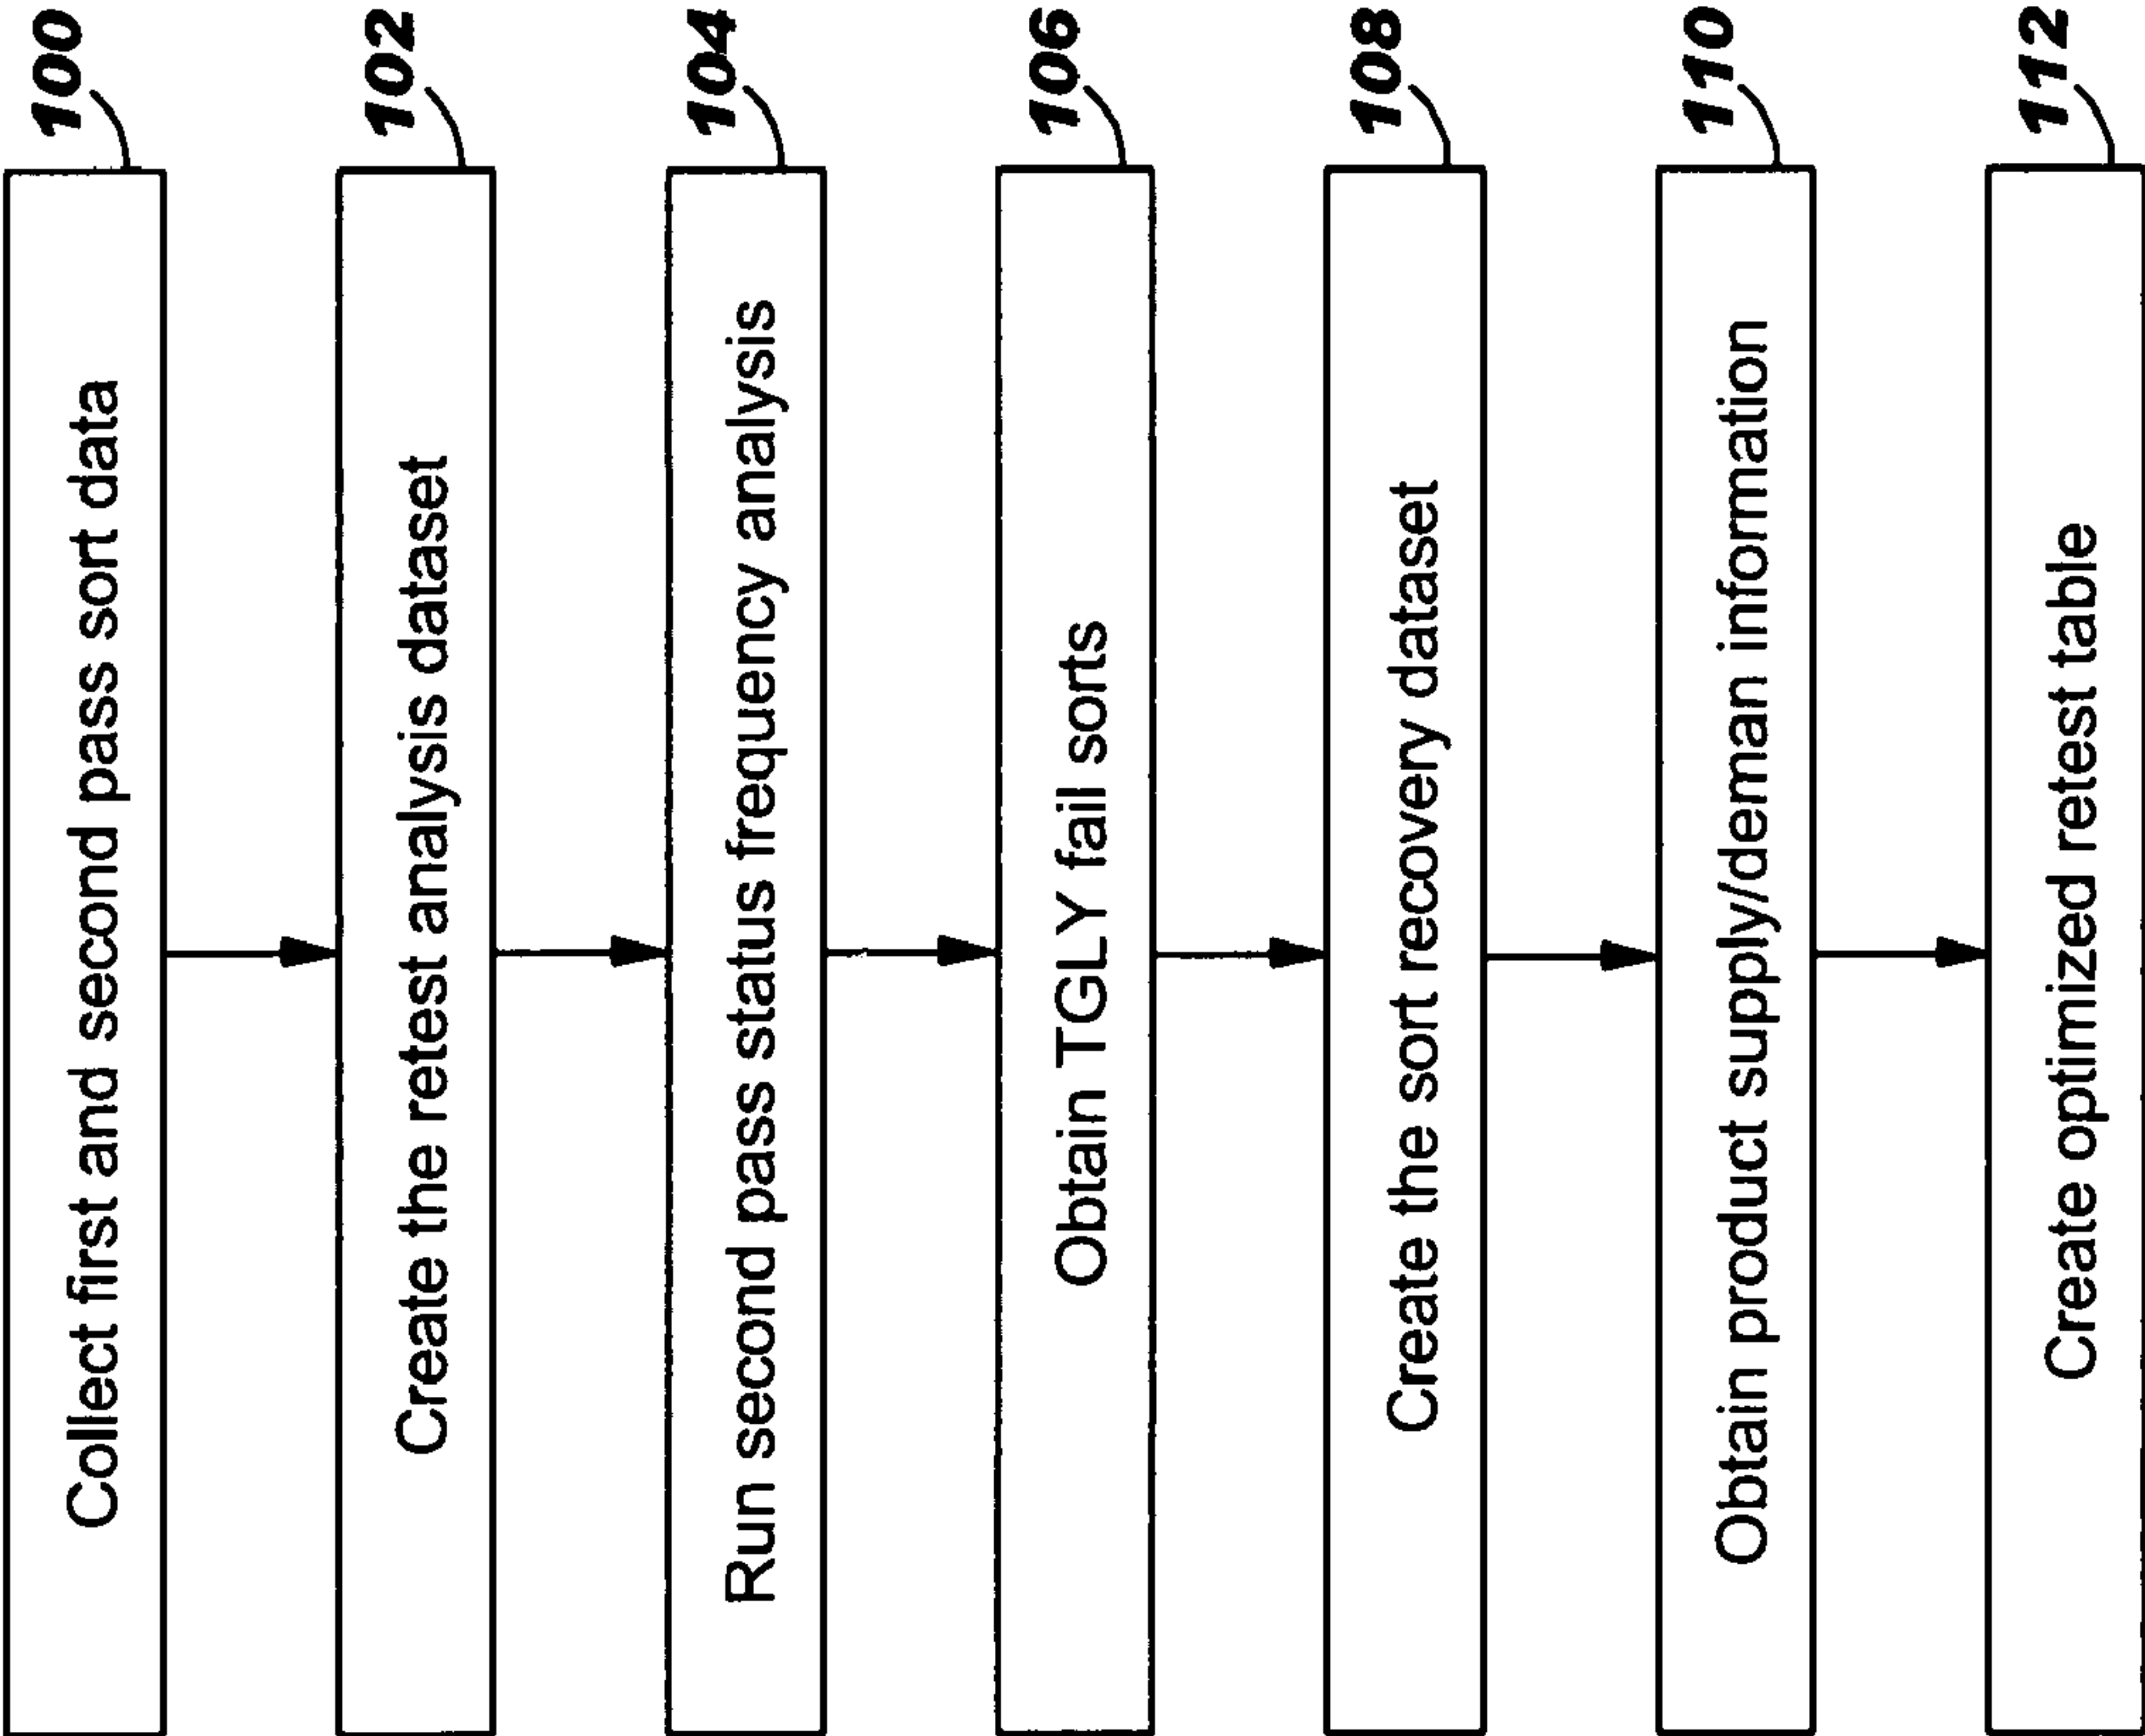 100
Collect first and second pass sort data
102
Create the retest analysis dataset
104
Run second pass status frequency analysis
106
Obtain TGLY fail sorts
108
Create the sort recovery dataset
110
Obtain product supply/deman information
112
Create optimized retest table